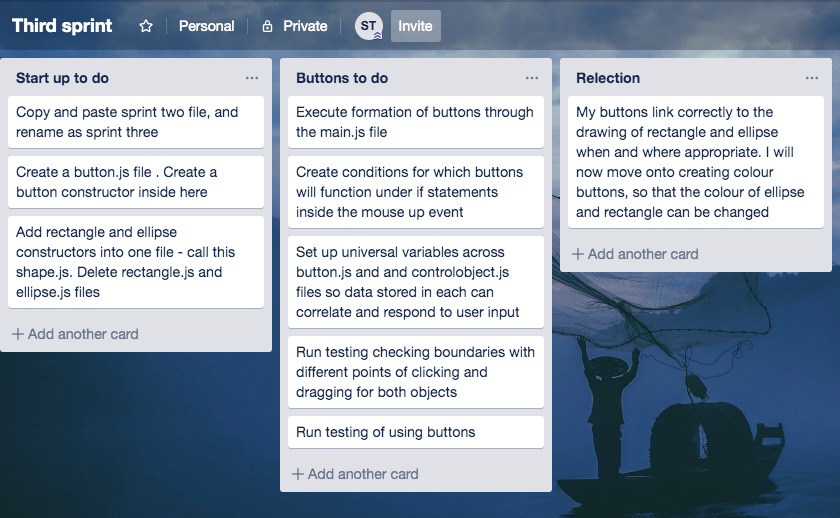 Third sprint
Personal
Private
ST
Invite
Start up to do
Copy and paste sprint two file, and
rename as sprint three
Create a button.js file . Create a
button constructor inside here
Add rectangle and ellipse
constructors into one file - call this
shape.js. Delete rectangle.js and
ellipse.js files
Add another card
Buttons to do
Execute formation of buttons through
the main.js file
Create conditions for which buttons
will function under if statements
inside the mouse up event
Set up universal variables across
button.js and and controlobject.js
files so data stored in each can
correlate and respond to user input
Run testing checking boundaries with
different points of clicking and
dragging for both objects
Run testing of using buttons
Add another card
Relection
My buttons link correctly to the
drawing of rectangle and ellipse
when and where appropriate. I will
now move onto creating colour
buttons, so that the colour of ellipse
and rectangle can be changed
Add another card